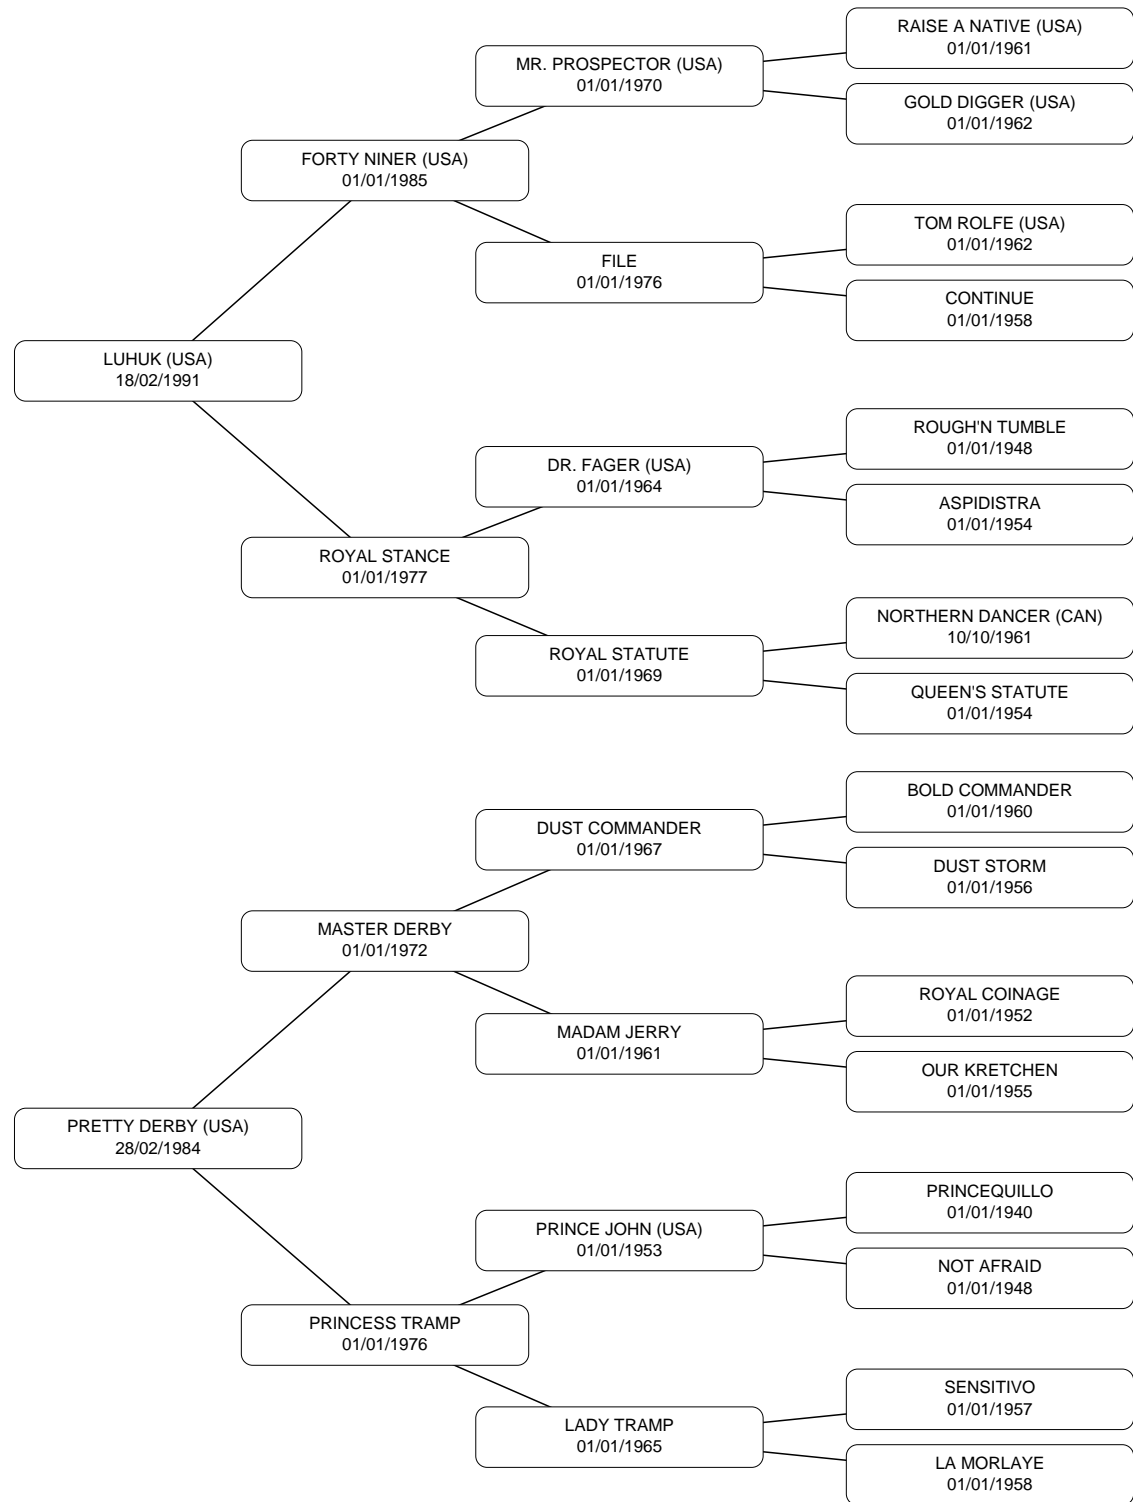 RAISE A NATIVE (USA)
01/01/1961
MR. PROSPECTOR (USA)
01/01/1970
GOLD DIGGER (USA)
01/01/1962
FORTY NINER (USA)
01/01/1985
TOM ROLFE (USA)
01/01/1962
FILE
01/01/1976
CONTINUE
01/01/1958
LUHUK (USA)
18/02/1991
ROUGH'N TUMBLE
01/01/1948
DR. FAGER (USA)
01/01/1964
ASPIDISTRA
01/01/1954
ROYAL STANCE
01/01/1977
NORTHERN DANCER (CAN)
10/10/1961
ROYAL STATUTE
01/01/1969
QUEEN'S STATUTE
01/01/1954
BOLD COMMANDER
01/01/1960
DUST COMMANDER
01/01/1967
DUST STORM
01/01/1956
MASTER DERBY
01/01/1972
ROYAL COINAGE
01/01/1952
MADAM JERRY
01/01/1961
OUR KRETCHEN
01/01/1955
PRETTY DERBY (USA)
28/02/1984
PRINCEQUILLO
01/01/1940
PRINCE JOHN (USA)
01/01/1953
NOT AFRAID
01/01/1948
PRINCESS TRAMP
01/01/1976
SENSITIVO
01/01/1957
LADY TRAMP
01/01/1965
LA MORLAYE
01/01/1958